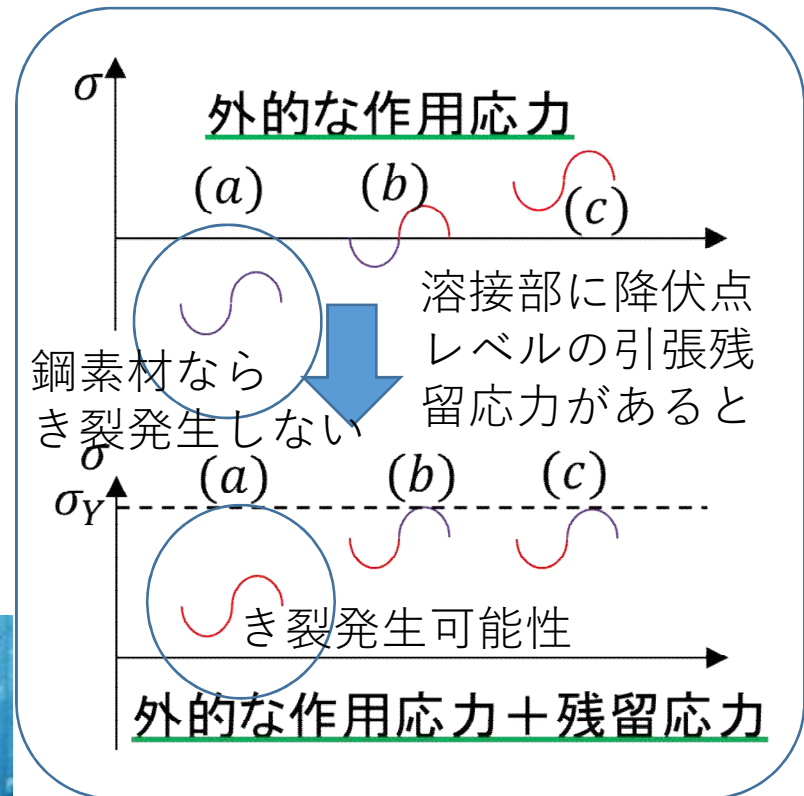 σ
外的な作用応力
(a)
(b)
(c)
鋼素材なら
き裂発生しない
溶接部に降伏点
レベルの引張残
留応力があると
σ
σ_Y
(a)
(b)
(c)
き裂発生可能性
外的な作用応力＋残留応力